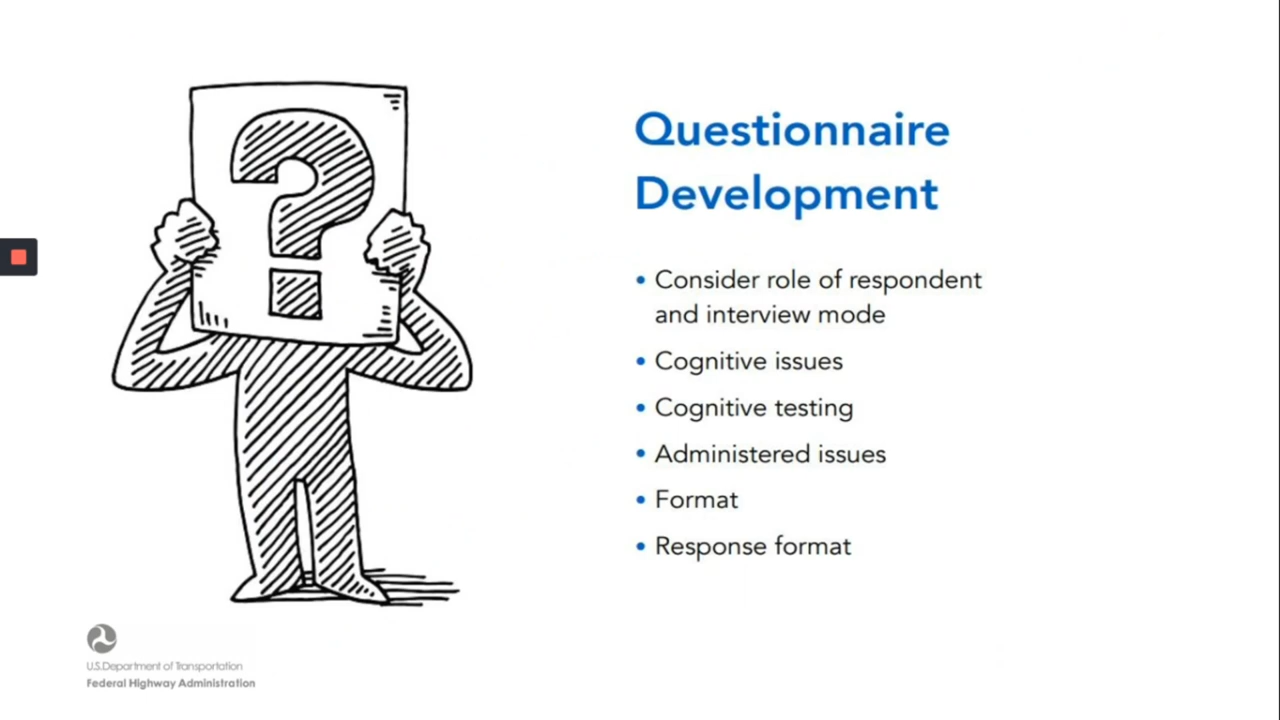 Questionnaire
Development
• Consider role of respondent
and interview mode
• Cognitive issues
• Cognitive testing
• Administered issues
• Format
• Response format
?
U.S.Department of Transportation
Federal Highway Administration